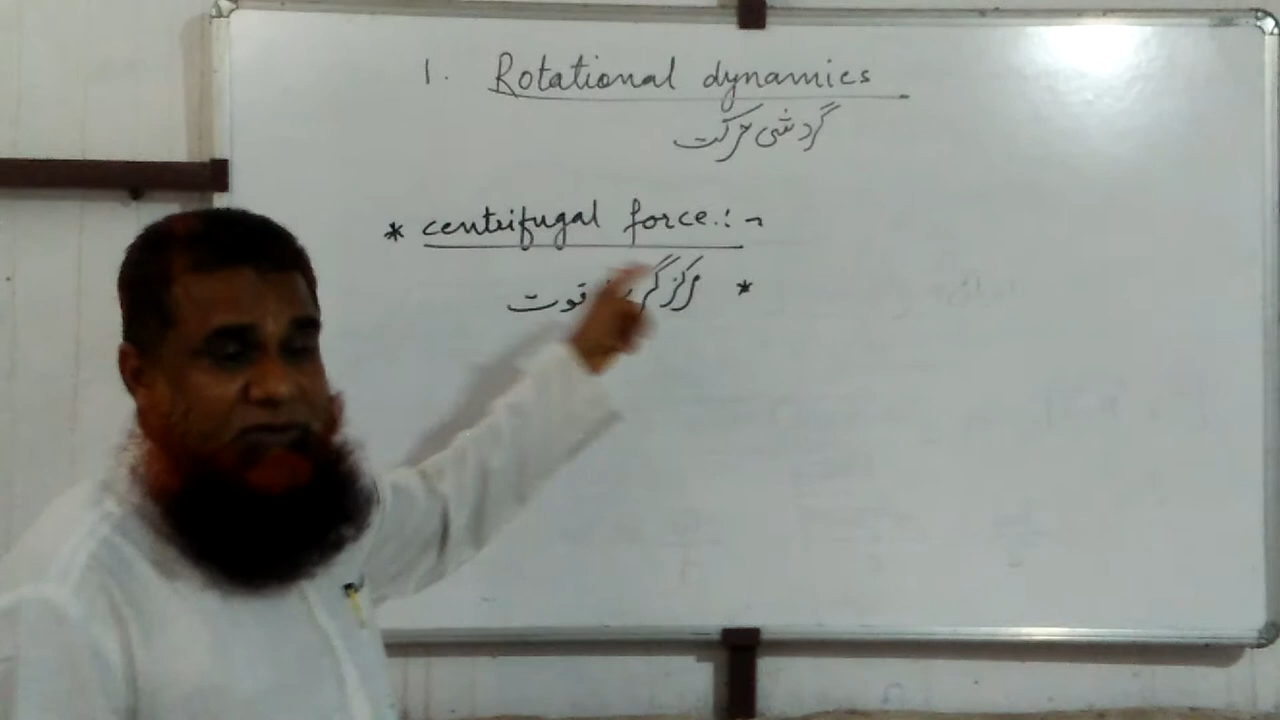 1. Rotational dynamics
گردشی حرکت
* centrifugal force.:¬
* مرکز گریز قوت